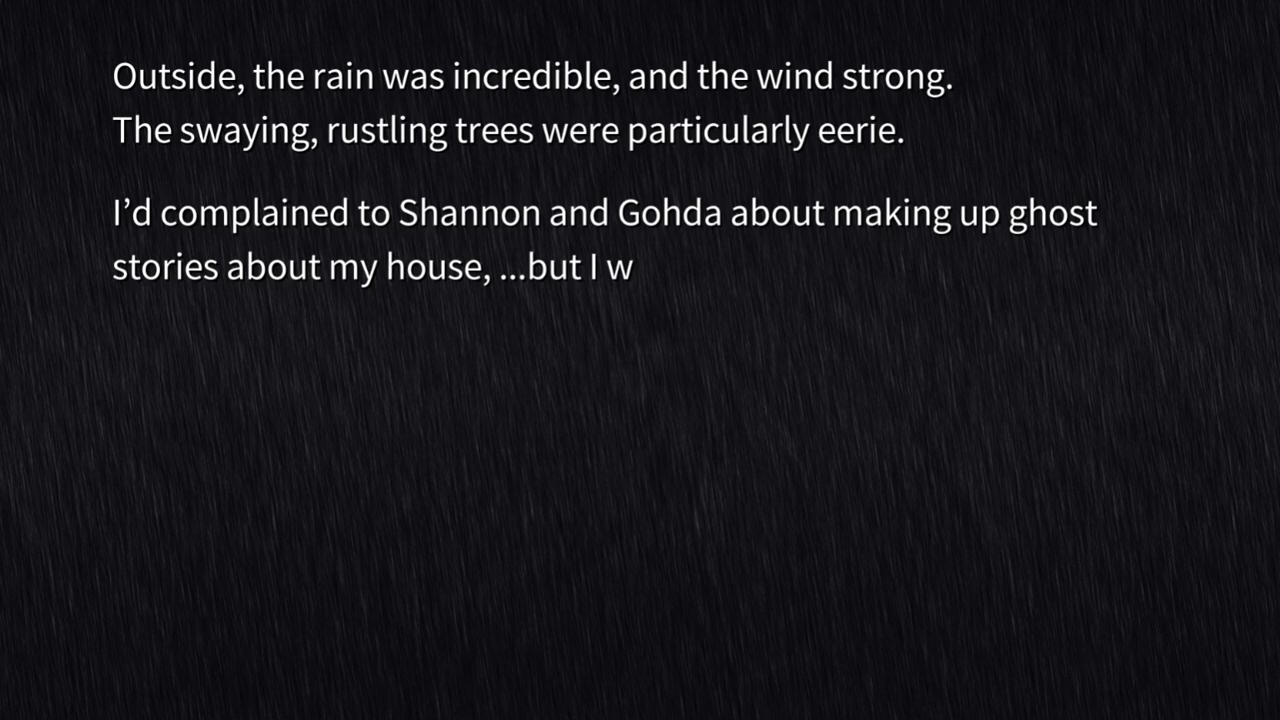 Outside, the rain was incredible, and the wind strong.
The swaying, rustling trees were particularly eerie.
I’d complained to Shannon and Gohda about making up ghost
stories about my house, ...but I w